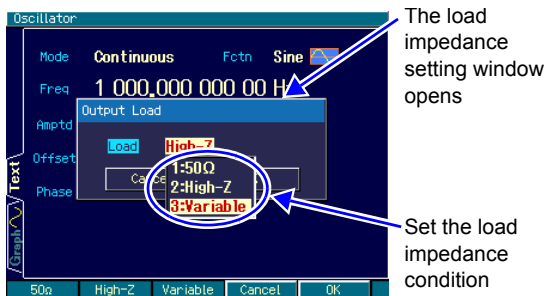 Oscillator
Mode Continuous Fctn Sine
Freq 1 000,000 000 00 H
Output Load
Amptd
Load High-Z
Offset
1:50Ω
Cance
2:High-Z
Phase
3:Variable
Text
Graph
50Ω High-Z Variable Cancel OK
The load
impedance
setting window
opens
Set the load
impedance
condition